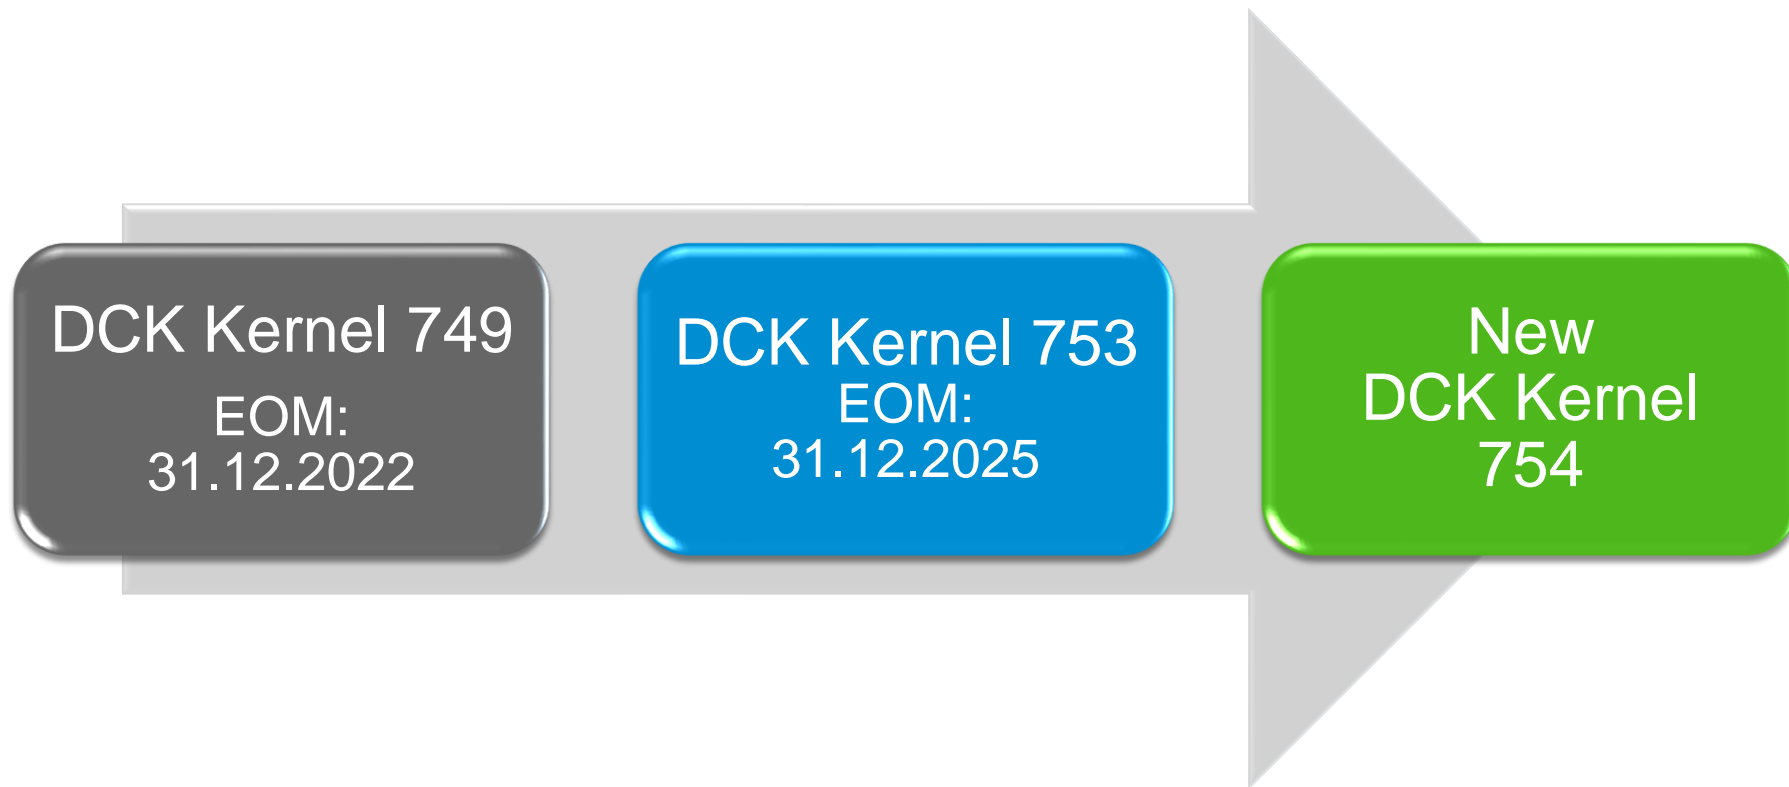 DCK Kernel 749
EOM:
31.12.2022
DCK Kernel 753
EOM:
31.12.2025
New
DCK Kernel
754